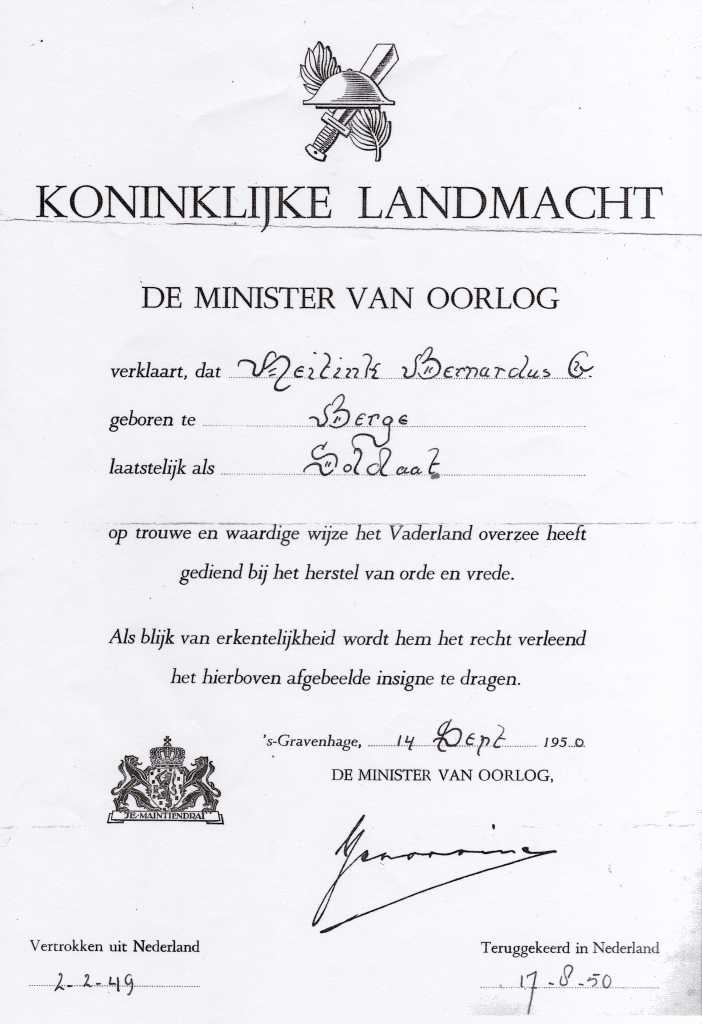 KONINKLIJKE LANDMACHT
DE MINISTER VAN OORLOG
verklaart, dat Heitink Bernardus G.
geboren te Berge
laatstelijk als Soldaat
op trouwe en waardige wijze het Vaderland overzee heeft
gediend bij het herstel van orde en vrede.
Als blijk van erkentelijkheid wordt hem het recht verleend
het hierboven afgebeelde insigne te dragen.
's-Gravenhage, 14 Sept 1950
DE MINISTER VAN OORLOG,
JE·MAINTIENDRAI
Vertrokken uit Nederland
2-2-49
Teruggekeerd in Nederland
17-8-50